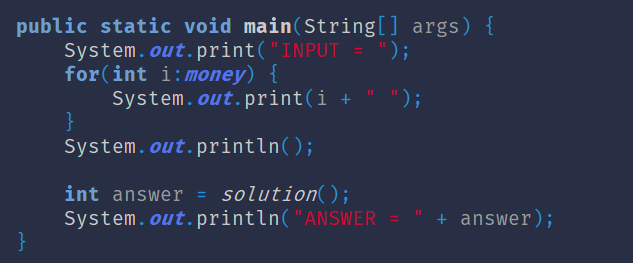 public static void main(String[] args) {
    System.out.print("INPUT = ");
    for(int i:money) {
        System.out.print(i + " ");
    }
    System.out.println();

    int answer = solution();
    System.out.println("ANSWER = " + answer);
}